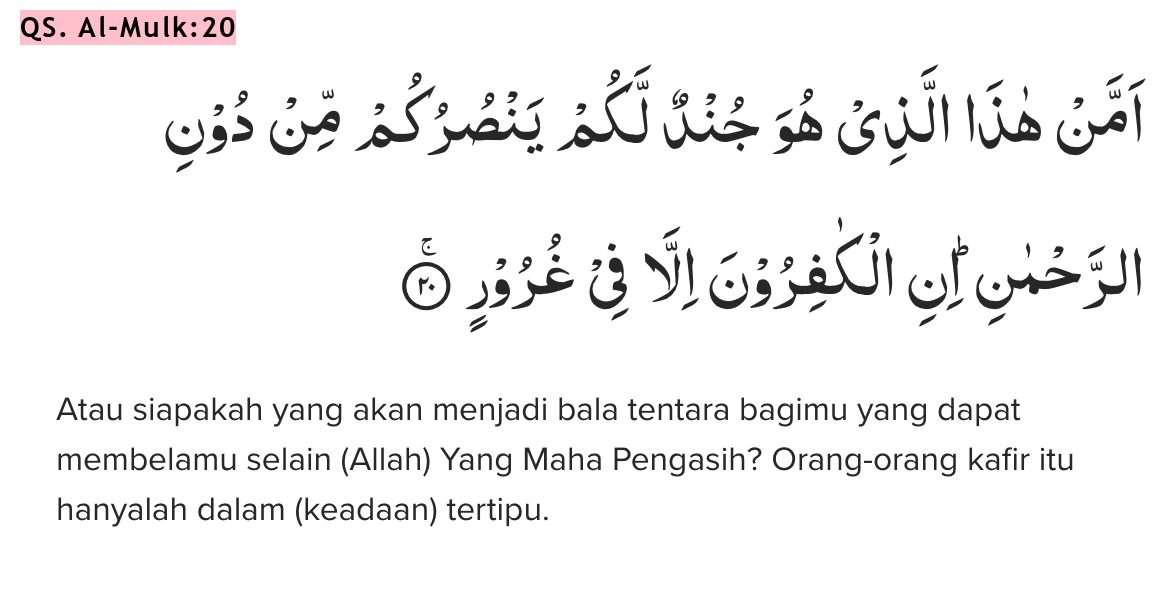 QS. Al-Mulk:20
اَمَّنْ هٰذَا الَّذِيْ هُوَ جُنْدٌ لَّكُمْ يَنْصُرُكُمْ مِّنْ دُوْنِ
الرَّحْمٰنِۗ اِنِ الْكٰفِرُوْنَ اِلَّا فِيْ غُرُوْرٍۚ ٢٠
Atau siapakah yang akan menjadi bala tentara bagimu yang dapat
membelamu selain (Allah) Yang Maha Pengasih? Orang-orang kafir itu
hanyalah dalam (keadaan) tertipu.